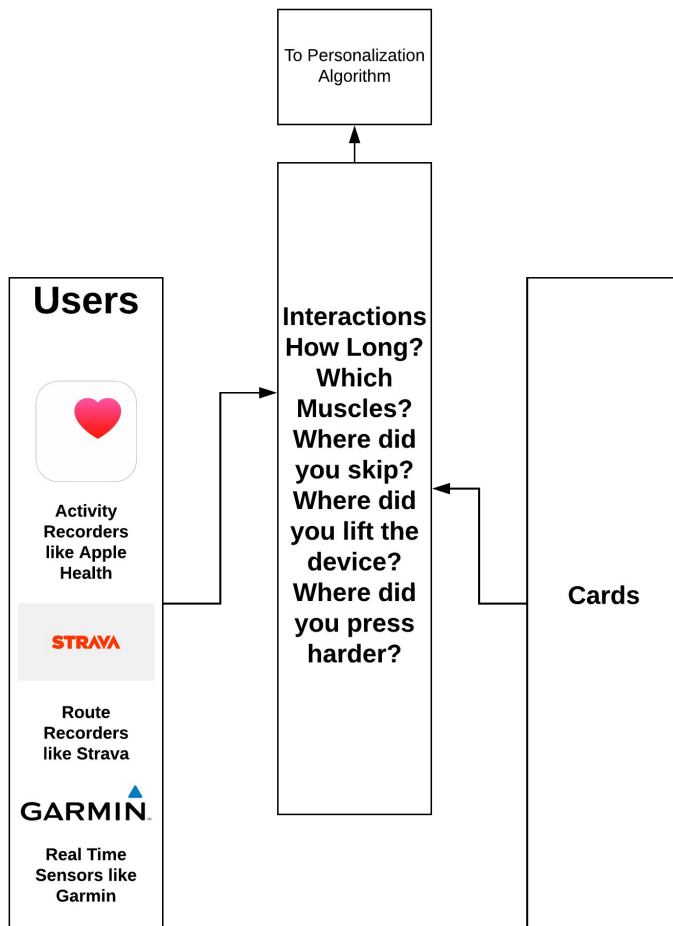 To Personalization
Algorithm
Users
Activity
Recorders
like Apple
Health
STRAVA
Route
Recorders
like Strava
GARMIN
Real Time
Sensors like
Garmin
Interactions
How Long?
Which
Muscles?
Where did
you skip?
Where did
you lift the
device?
Where did
you press
harder?
Cards